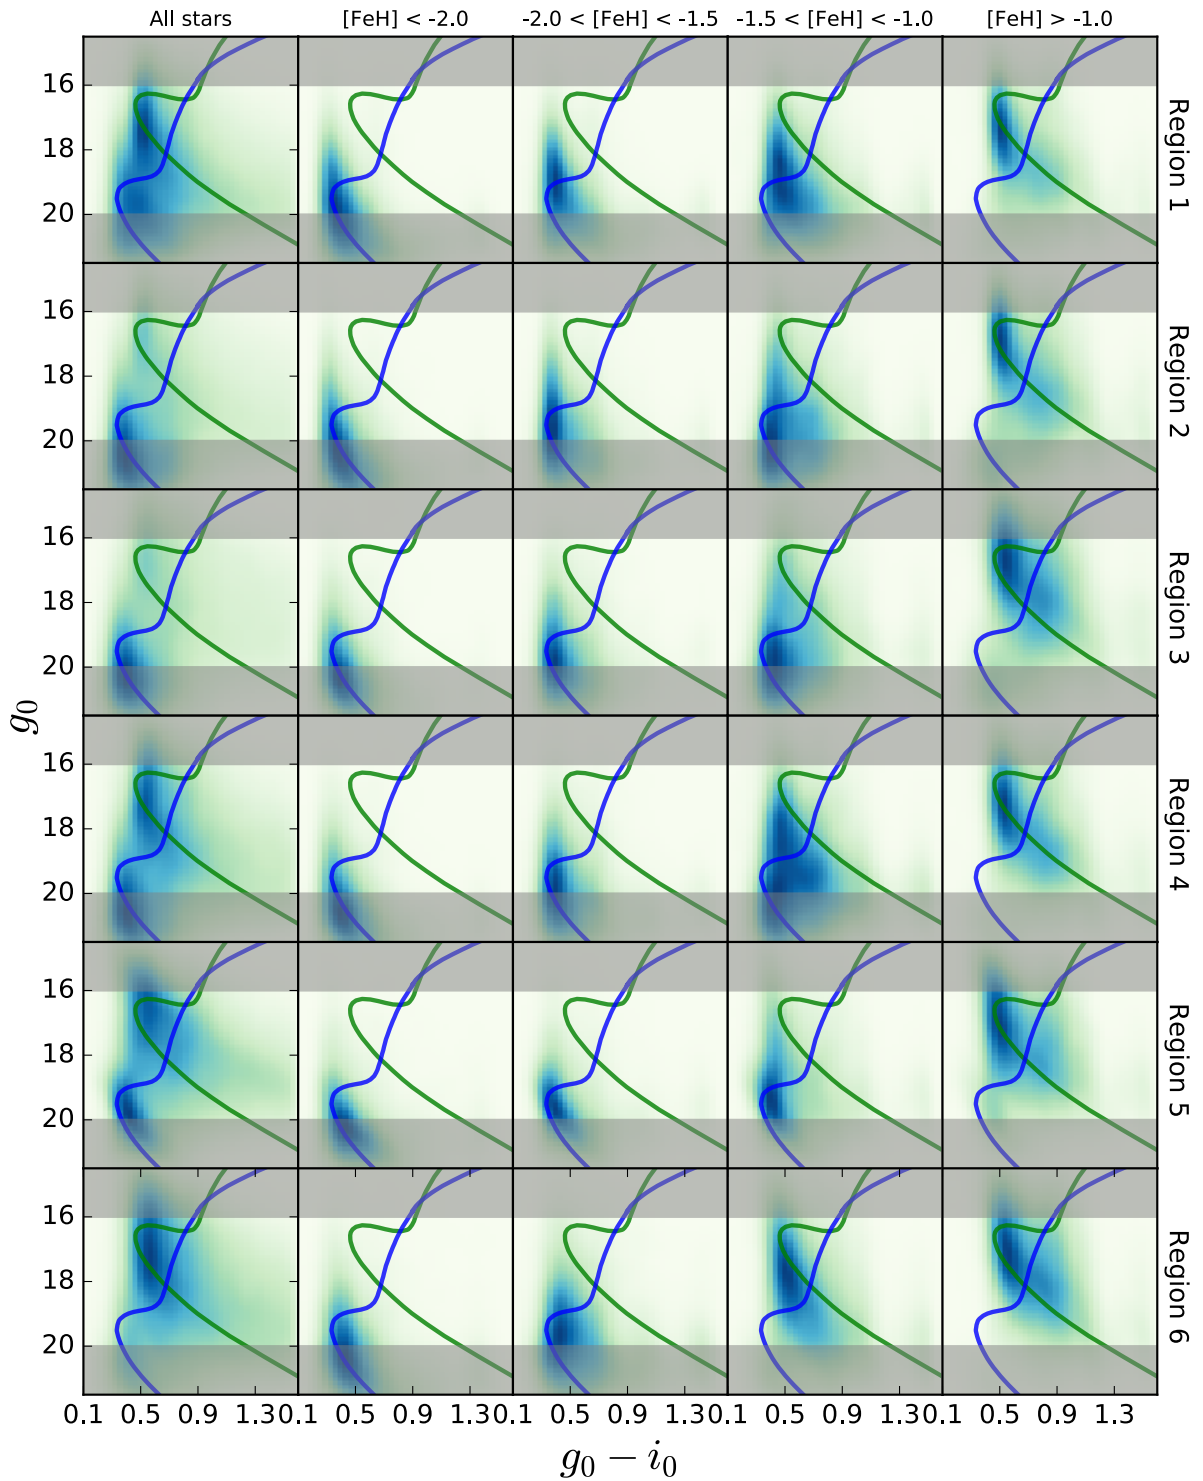 All stars
[FeH] < -2.0
-2.0 < [FeH] < -1.5
-1.5 < [FeH] < -1.0
[FeH] > -1.0
16
18
20
Region 1
16
18
20
Region 2
16
18
20
Region 3
16
18
20
Region 4
16
18
20
Region 5
16
18
20
Region 6
g₀
0.1 0.5 0.9 1.30.1 0.5 0.9 1.30.1 0.5 0.9 1.30.1 0.5 0.9 1.30.1 0.5 0.9 1.3
g₀ − i₀